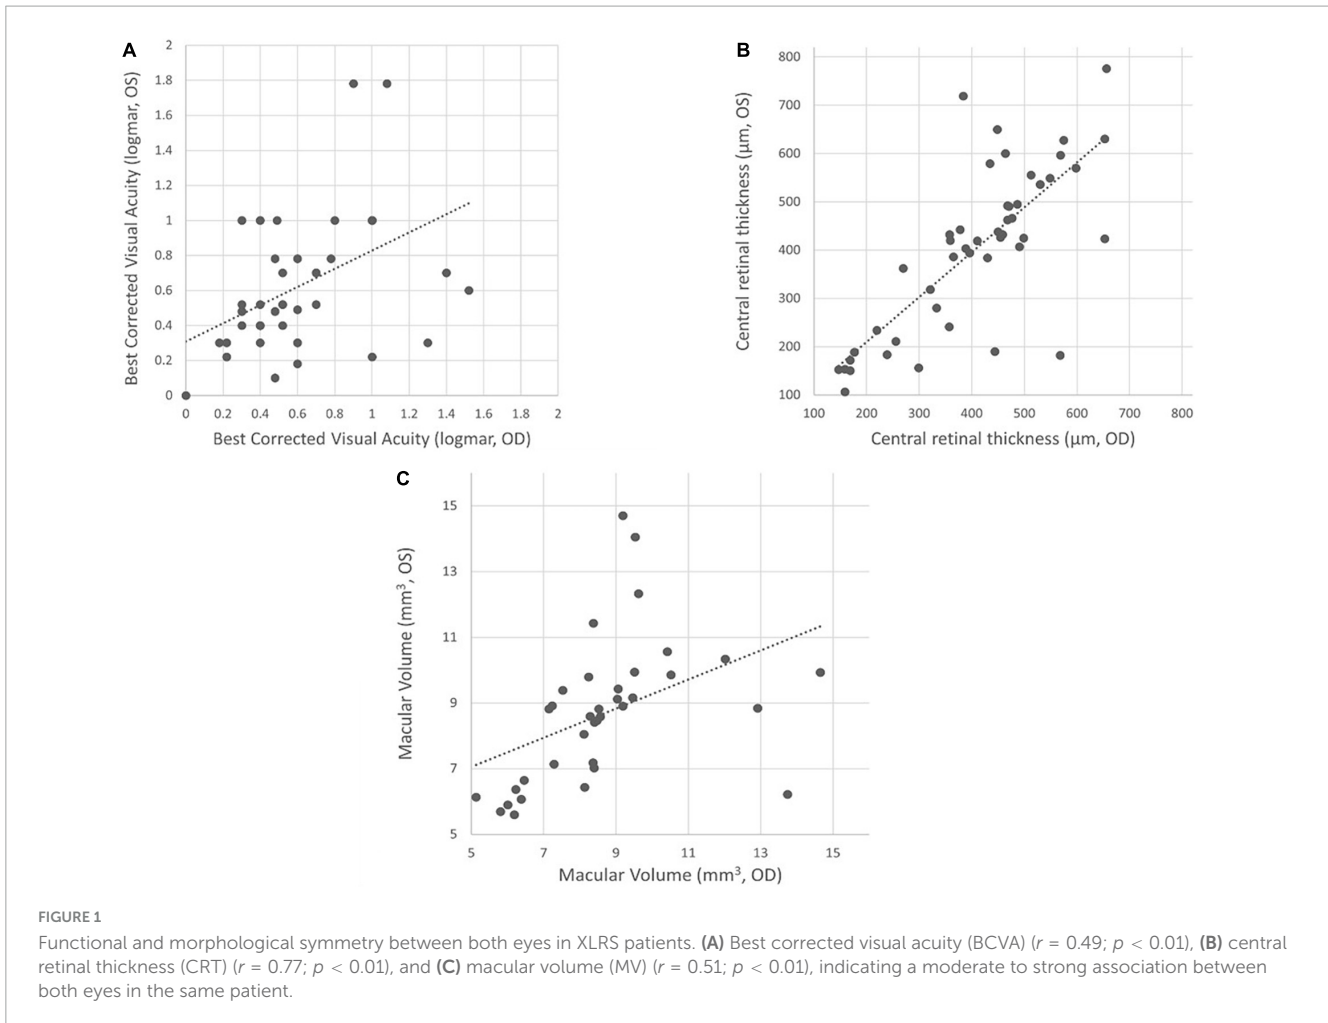 A
2
1.8
1.6
1.4
1.2
1
0.8
0.6
0.4
0.2
0
0 0.2 0.4 0.6 0.8 1 1.2 1.4 1.6 1.8 2
Best Corrected Visual Acuity (logmar, OS)
Best Corrected Visual Acuity (logmar, OD)
B
800
700
600
500
400
300
200
100
100 200 300 400 500 600 700 800
Central retinal thickness (µm, OS)
Central retinal thickness (µm, OD)
C
15
13
11
9
7
5
5 7 9 11 13 15
Macular Volume (mm³, OS)
Macular Volume (mm³, OD)
FIGURE 1
Functional and morphological symmetry between both eyes in XLRS patients. (A) Best corrected visual acuity (BCVA) (r = 0.49; p < 0.01), (B) central
retinal thickness (CRT) (r = 0.77; p < 0.01), and (C) macular volume (MV) (r = 0.51; p < 0.01), indicating a moderate to strong association between
both eyes in the same patient.